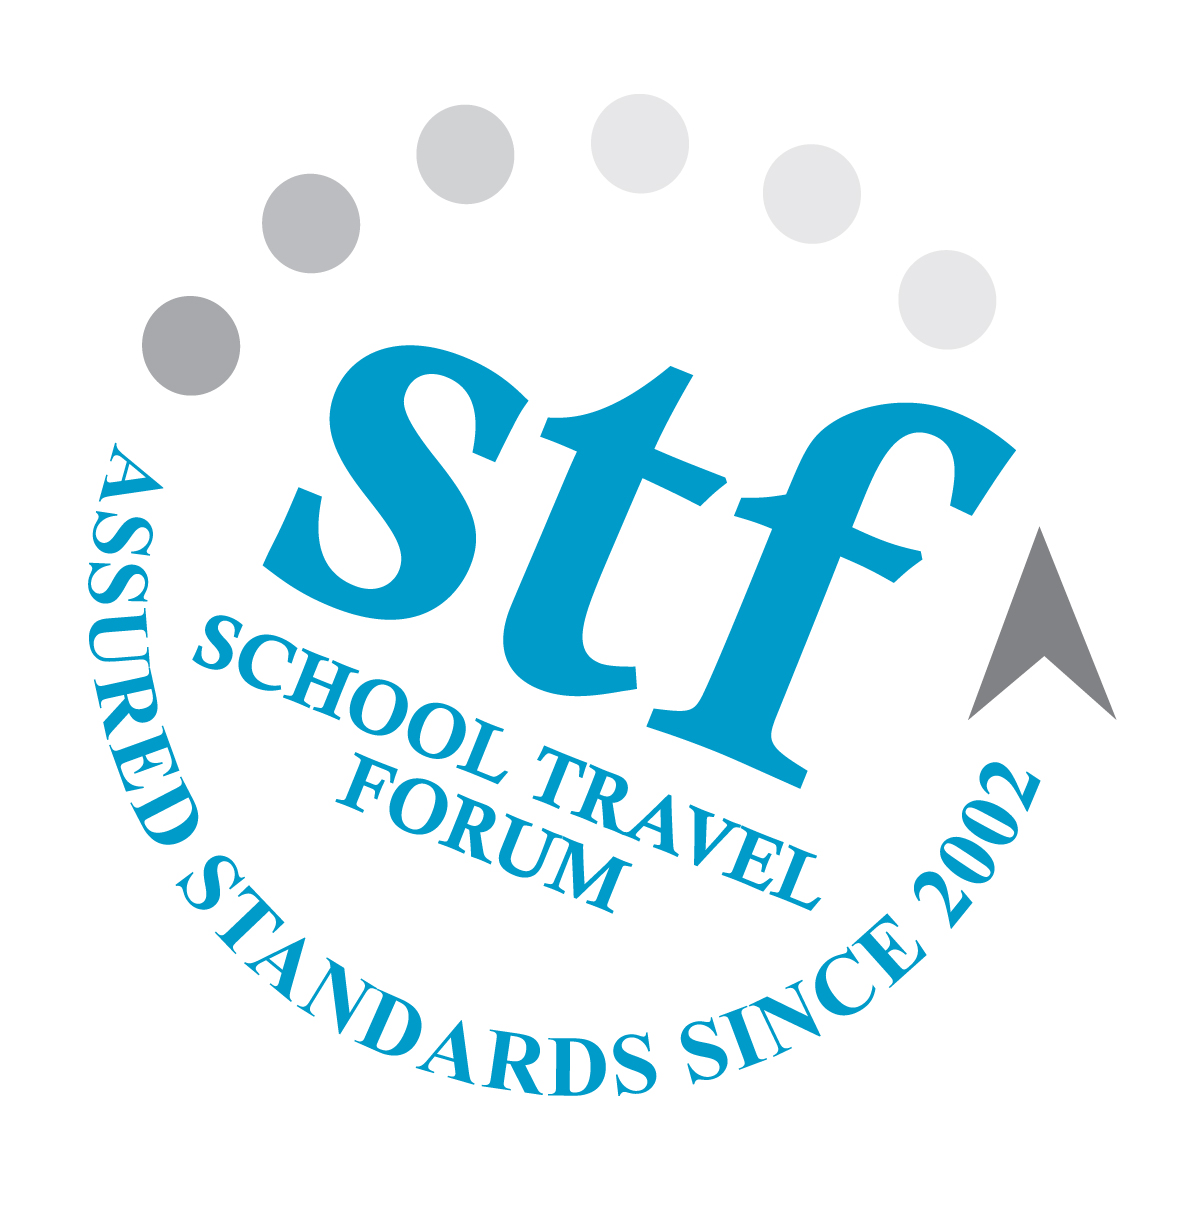 stf
SCHOOL TRAVEL
FORUM
ASSURED STANDARDS SINCE 2002